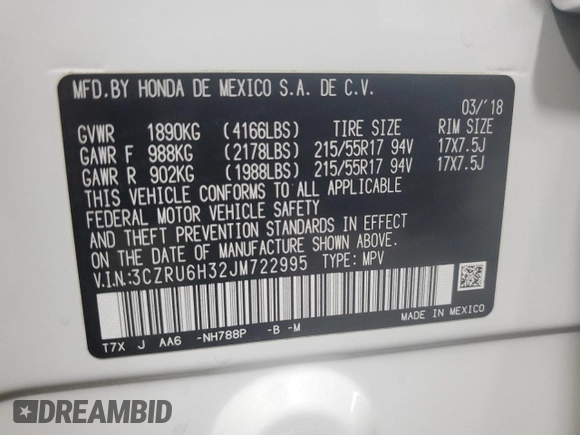 MFD.BY HONDA DE MEXICO S.A. DE C.V.
03/'18
GVWR 1890KG (4166LBS) TIRE SIZE RIM SIZE
GAWR F 988KG (2178LBS) 215/55R17 94V 17X7.5J
GAWR R 902KG (1988LBS) 215/55R17 94V 17X7.5J
THIS VEHICLE CONFORMS TO ALL APPLICABLE
FEDERAL MOTOR VEHICLE SAFETY
AND THEFT PREVENTION STANDARDS IN EFFECT
ON THE DATE OF MANUFACTURE SHOWN ABOVE.
V.I.N:3CZRU6H32JM722995 TYPE: MPV
T7X J AA6 -NH788P -B -M
MADE IN MEXICO
DREAMBID